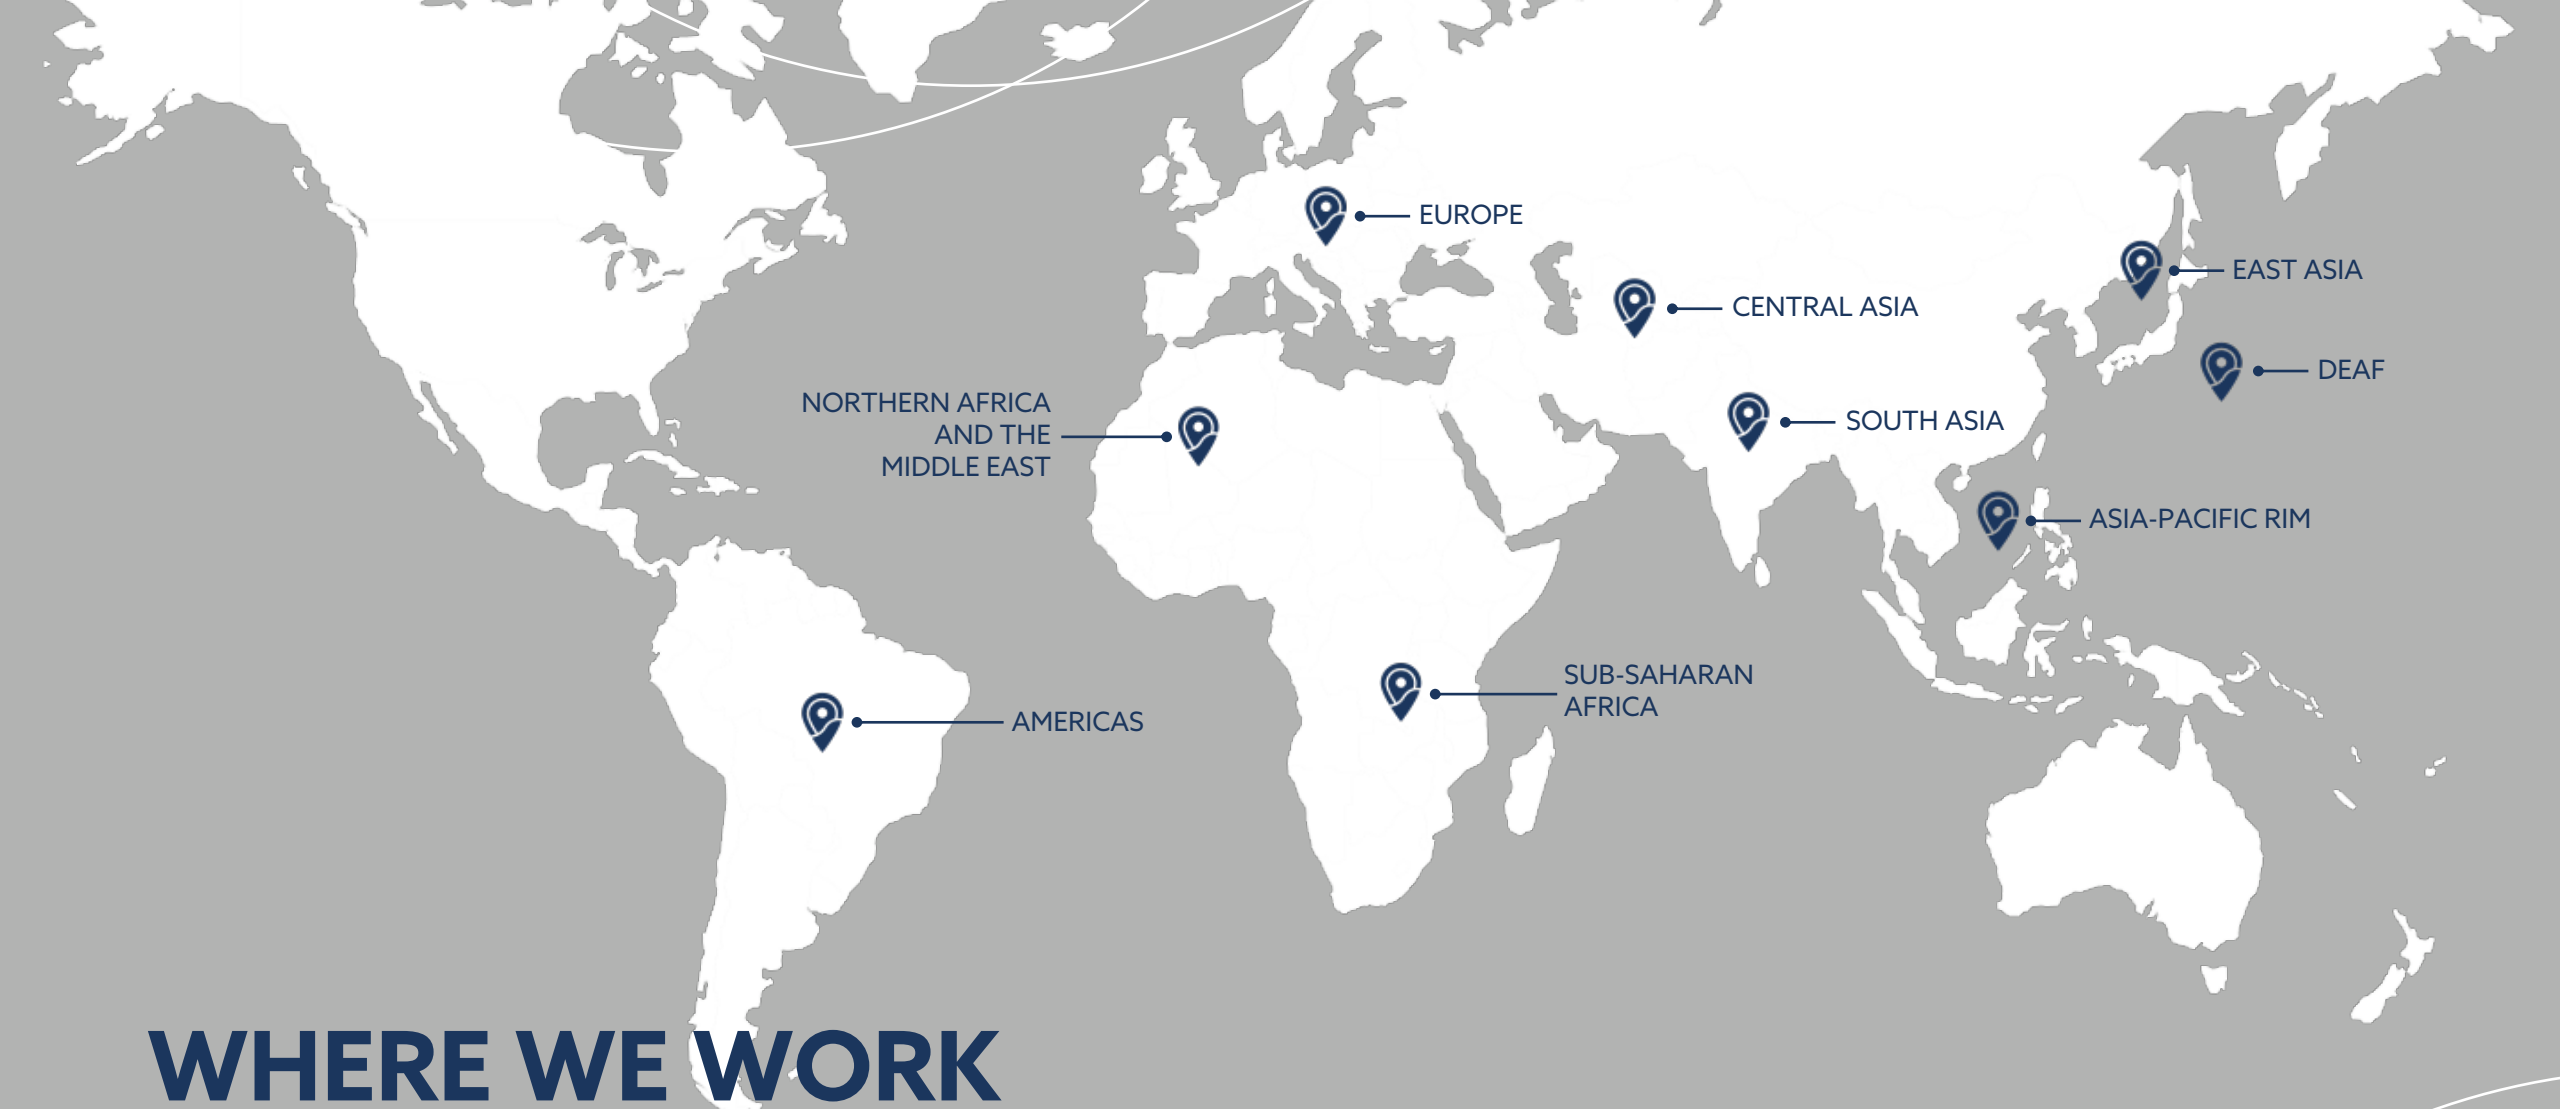 EUROPE
EAST ASIA
CENTRAL ASIA
DEAF
NORTHERN AFRICA
AND THE
MIDDLE EAST
SOUTH ASIA
ASIA-PACIFIC RIM
SUB-SAHARAN
AFRICA
AMERICAS
WHERE WE WORK